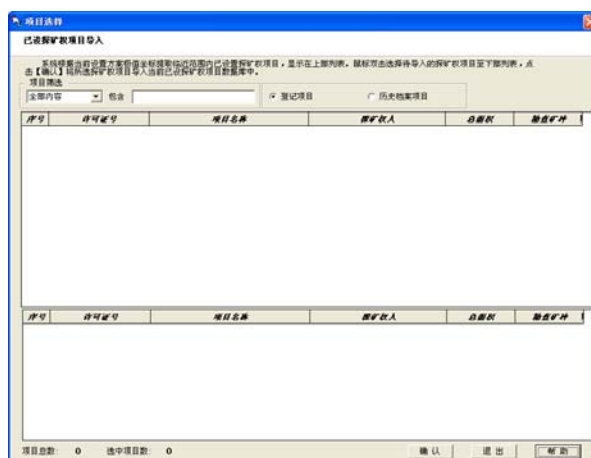 项目选择
已设探矿权项目导入
系统根据当前设置方案极值坐标提取临近范围内已设置探矿权项目，显示在上部列表。鼠标双击选择待导入的探矿权项目至下部列表，点
击【确认】将所选探矿权项目导入当前已设探矿权项目数据库中。
项目筛选
全部内容 包含 登记项目 历史档案项目
序号 许可证号 项目名称 探矿权人 总面积 勘查矿种
序号 许可证号 项目名称 探矿权人 总面积 勘查矿种
项目总数: 0 选中项目数: 0 确认 退出 帮助